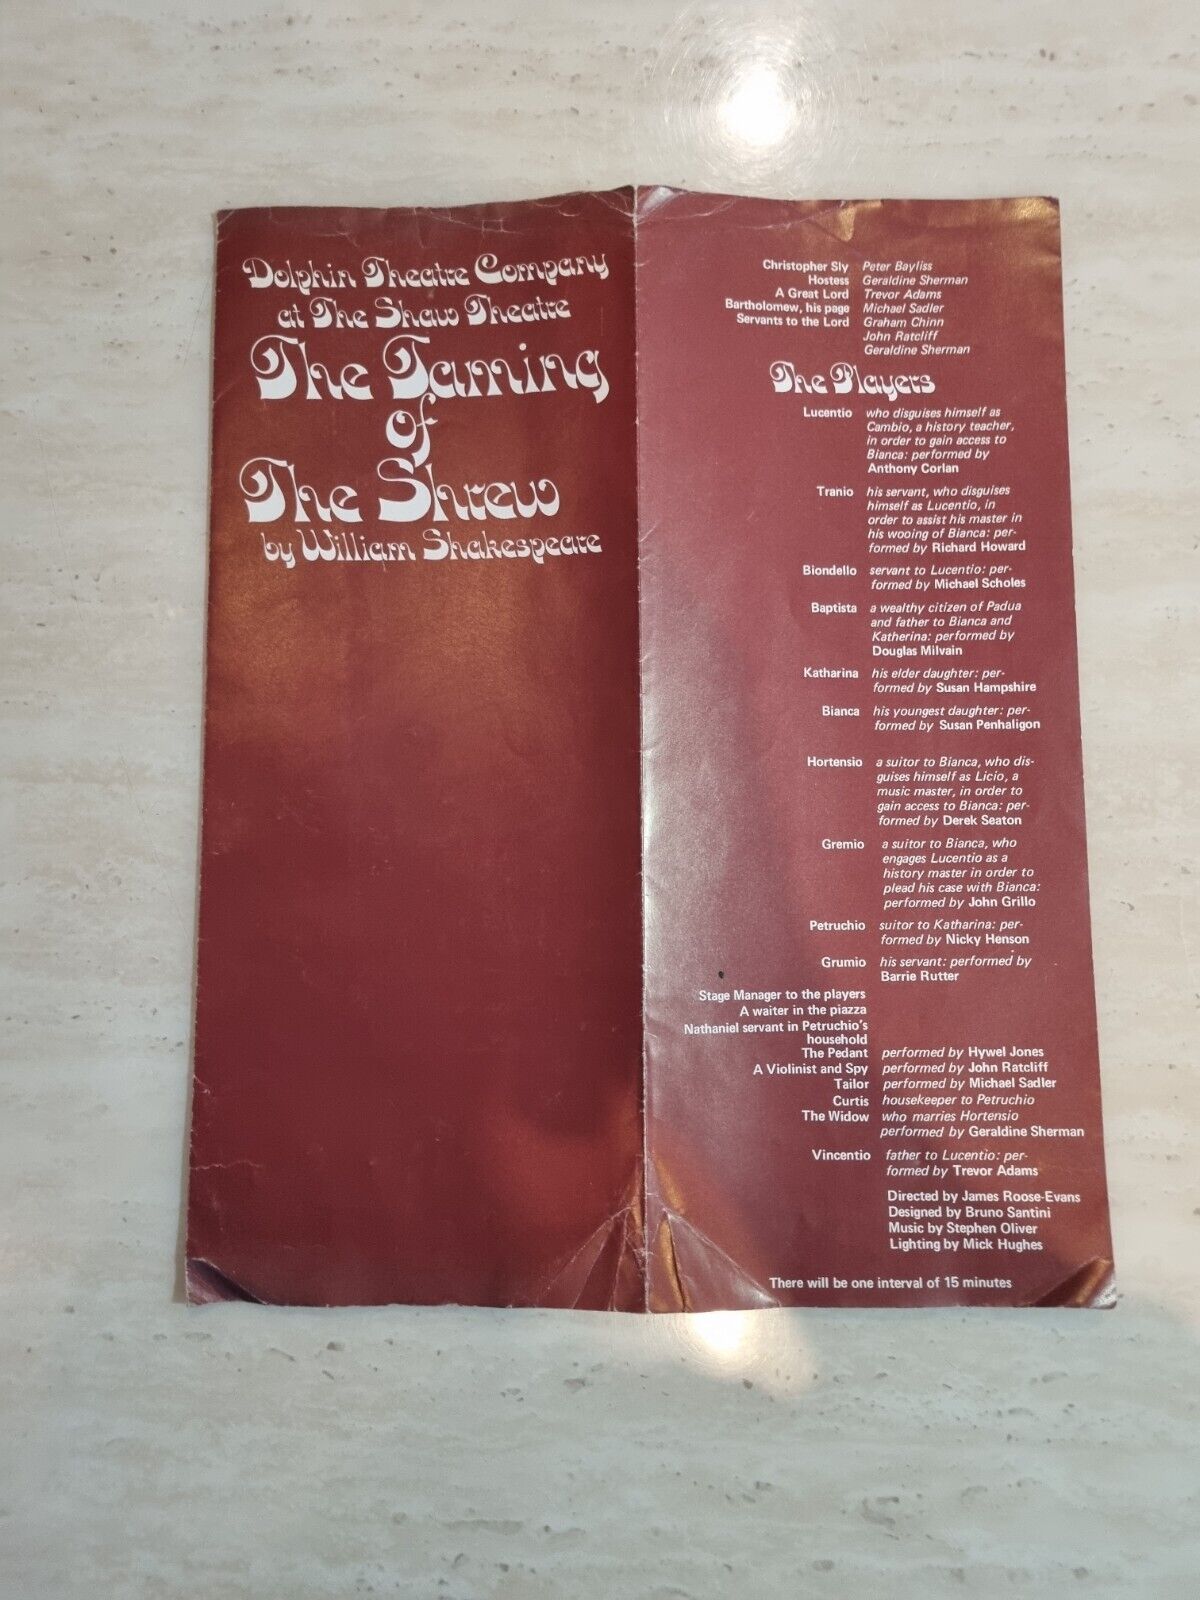 Dolphin Theatre Company
at The Shaw Theatre
The Taming
of
The Shrew
by William Shakespeare
Christopher Sly Peter Bayliss
Hostess Geraldine Sherman
A Great Lord Trevor Adams
Bartholomew, his page Michael Sadler
Servants to the Lord Graham Chinn
John Ratcliff
Geraldine Sherman
The Players
Lucentio who disguises himself as
Cambio, a history teacher,
in order to gain access to
Bianca: performed by
Anthony Corlan
Tranio his servant, who disguises
himself as Lucentio, in
order to assist his master in
his wooing of Bianca: per-
formed by Richard Howard
Biondello servant to Lucentio: per-
formed by Michael Scholes
Baptista a wealthy citizen of Padua
and father to Bianca and
Katherina: performed by
Douglas Milvain
Katharina his elder daughter: per-
formed by Susan Hampshire
Bianca his youngest daughter: per-
formed by Susan Penhaligon
Hortensio a suitor to Bianca, who dis-
guises himself as Licio, a
music master, in order to
gain access to Bianca: per-
formed by Derek Seaton
Gremio a suitor to Bianca, who
engages Lucentio as a
history master in order to
plead his case with Bianca:
performed by John Grillo
Petruchio suitor to Katharina: per-
formed by Nicky Henson
Grumio his servant: performed by
Barrie Rutter
Stage Manager to the players
A waiter in the piazza
Nathaniel servant in Petruchio's
household
The Pedant performed by Hywel Jones
A Violinist and Spy performed by John Ratcliff
Tailor performed by Michael Sadler
Curtis housekeeper to Petruchio
The Widow who marries Hortensio
performed by Geraldine Sherman
Vincentio father to Lucentio: per-
formed by Trevor Adams
Directed by James Roose-Evans
Designed by Bruno Santini
Music by Stephen Oliver
Lighting by Mick Hughes
There will be one interval of 15 minutes